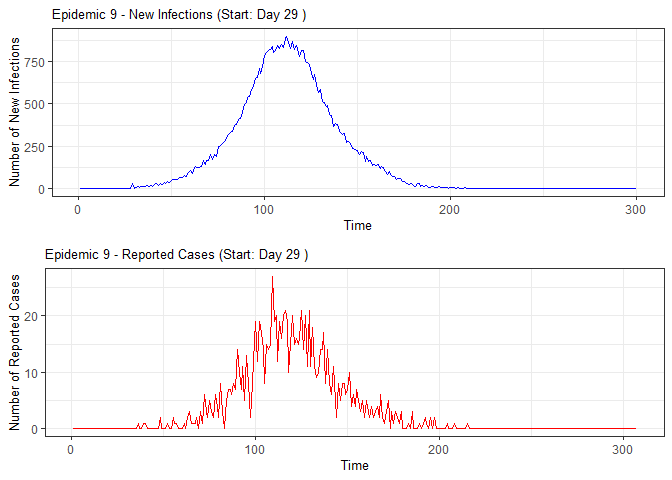 Epidemic 9 - New Infections (Start: Day 29 )
Number of New Infections
750
500
250
0
0
100
200
300
Time
Epidemic 9 - Reported Cases (Start: Day 29 )
Number of Reported Cases
20
10
0
0
100
200
300
Time